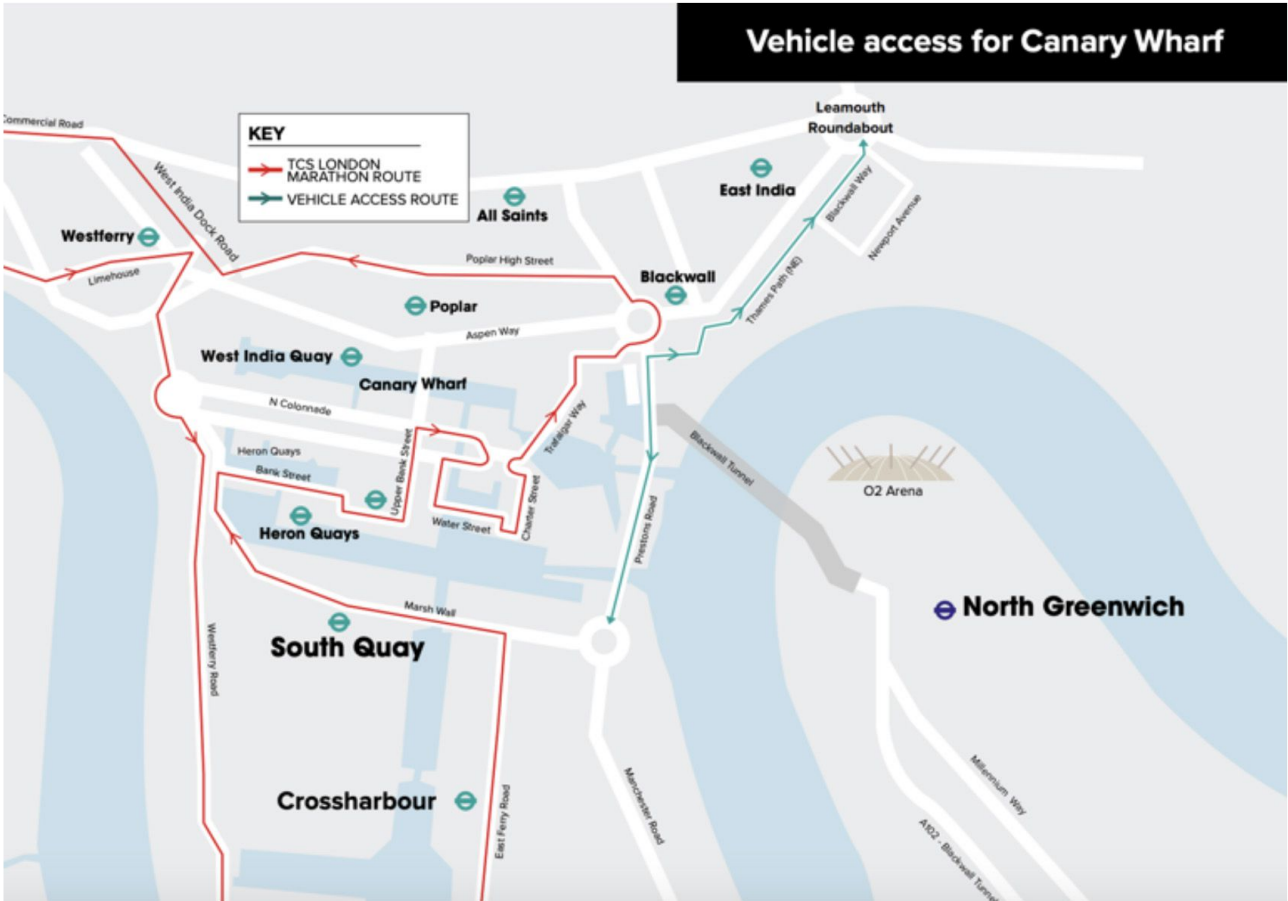 Vehicle access for Canary Wharf
Leamouth
Roundabout
Commercial Road
KEY
TCS LONDON
MARATHON ROUTE
VEHICLE ACCESS ROUTE
West India Dock Road
East India
All Saints
Blackwall Way
Newport Avenue
Westferry
Limehouse
Poplar High Street
Blackwall
Thames Path (NE)
Poplar
Aspen Way
West India Quay
Canary Wharf
N Colonnade
Trafalgar Way
Blackwall Tunnel
Heron Quays
Bank Street
Upper Bank Street
O2 Arena
Heron Quays
Water Street
Charter Street
Prestons Road
North Greenwich
Marsh Wall
South Quay
Westferry Road
Crossharbour
East Ferry Road
Manchester Road
Millennium Way
A102 - Blackwall Tunnel